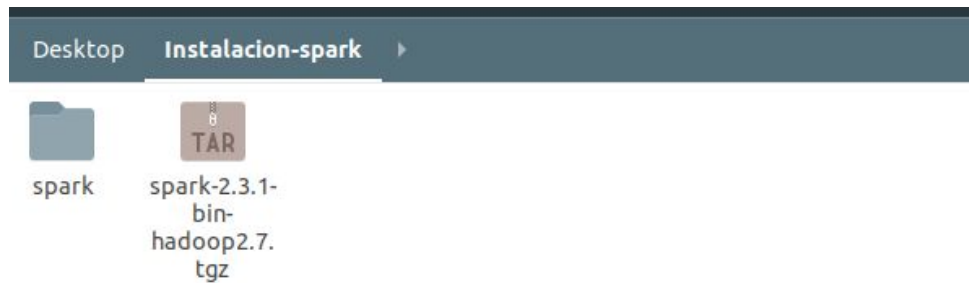 Desktop Instalacion-spark
TAR
spark
spark-2.3.1-
bin-
hadoop2.7.
tgz